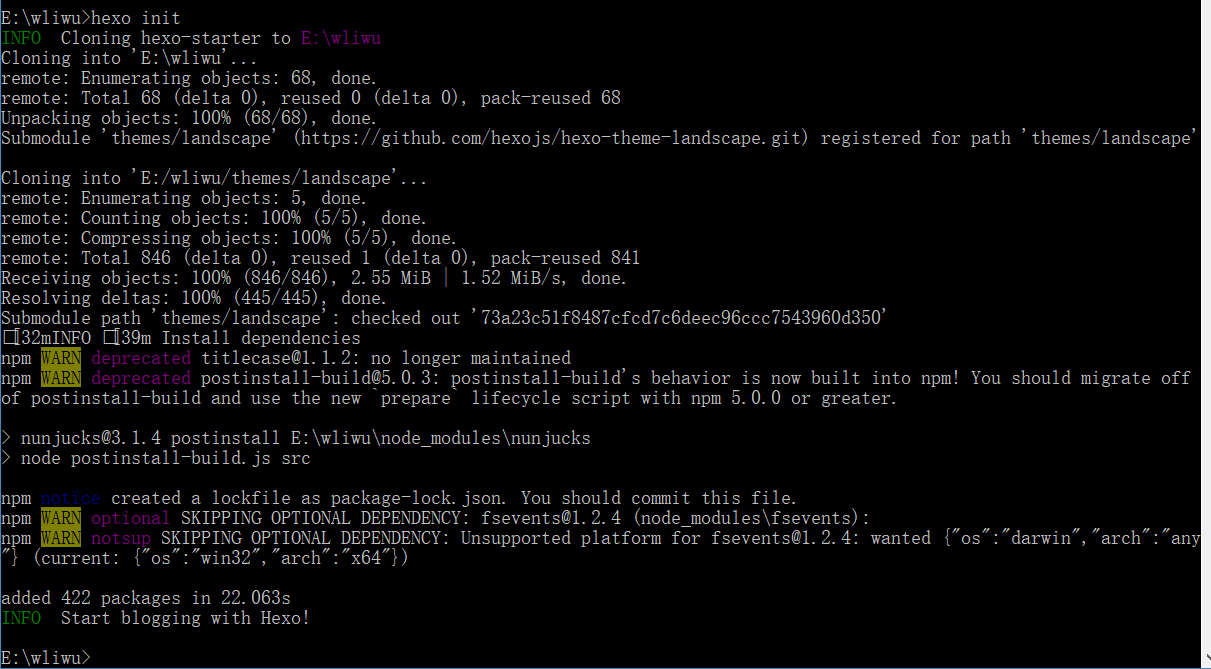 E:\wliwu>hexo init
INFO  Cloning hexo-starter to E:\wliwu
Cloning into 'E:\wliwu'...
remote: Enumerating objects: 68, done.
remote: Total 68 (delta 0), reused 0 (delta 0), pack-reused 68
Unpacking objects: 100% (68/68), done.
Submodule 'themes/landscape' (https://github.com/hexojs/hexo-theme-landscape.git) registered for path 'themes/landscape'
Cloning into 'E:/wliwu/themes/landscape'...
remote: Enumerating objects: 5, done.
remote: Counting objects: 100% (5/5), done.
remote: Compressing objects: 100% (5/5), done.
remote: Total 846 (delta 0), reused 1 (delta 0), pack-reused 841
Receiving objects: 100% (846/846), 2.55 MiB | 1.52 MiB/s, done.
Resolving deltas: 100% (445/445), done.
Submodule path 'themes/landscape': checked out '73a23c51f8487cfcd7c6deec96ccc7543960d350'
[32mINFO [39m Install dependencies
npm WARN deprecated titlecase@1.1.2: no longer maintained
npm WARN deprecated postinstall-build@5.0.3: postinstall-build's behavior is now built into npm! You should migrate off
of postinstall-build and use the new `prepare` lifecycle script with npm 5.0.0 or greater.
> nunjucks@3.1.4 postinstall E:\wliwu\node_modules\nunjucks
> node postinstall-build.js src
npm notice created a lockfile as package-lock.json. You should commit this file.
npm WARN optional SKIPPING OPTIONAL DEPENDENCY: fsevents@1.2.4 (node_modules\fsevents):
npm WARN notsup SKIPPING OPTIONAL DEPENDENCY: Unsupported platform for fsevents@1.2.4: wanted {"os":"darwin","arch":"any
"} (current: {"os":"win32","arch":"x64"})
added 422 packages in 22.063s
INFO  Start blogging with Hexo!
E:\wliwu>